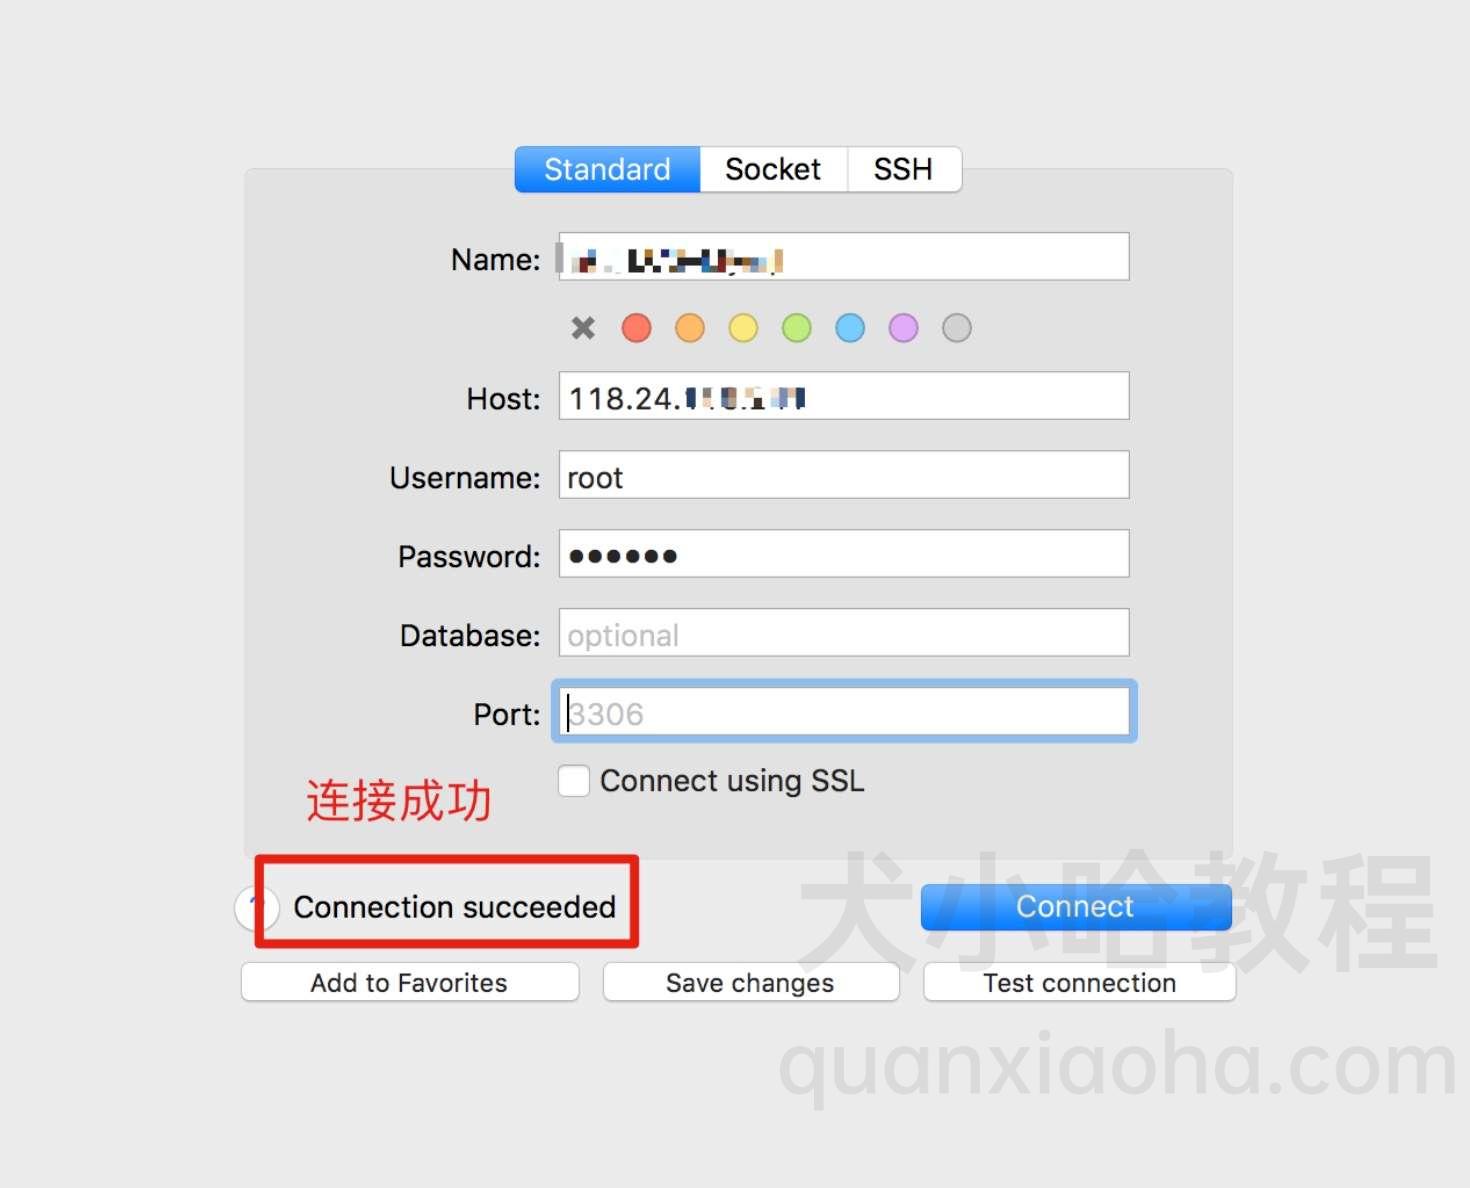 Standard Socket SSH
Name:
Host: 118.24.
Username: root
Password: ••••••
Database: optional
Port: 3306
Connect using SSL
连接成功
? Connection succeeded
Connect
Add to Favorites Save changes Test connection
犬小哈教程
quanxiaoha.com